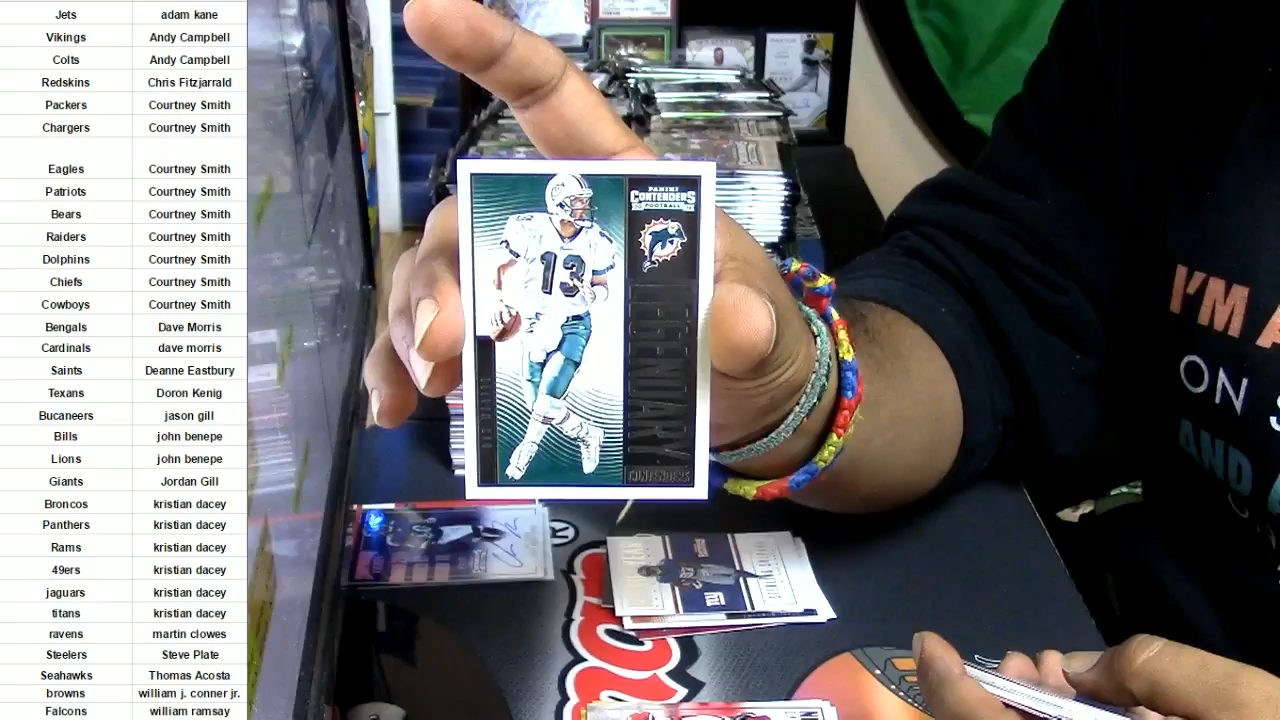 Jets adam kane
Vikings Andy Campbell
Colts Andy Campbell
Redskins Chris Fitzjarrald
Packers Courtney Smith
Chargers Courtney Smith
Eagles Courtney Smith
Patriots Courtney Smith
Bears Courtney Smith
Raiders Courtney Smith
Dolphins Courtney Smith
Chiefs Courtney Smith
Cowboys Courtney Smith
Bengals Dave Morris
Cardinals dave morris
Saints Deanne Eastbury
Texans Doron Kenig
Bucaneers jason gill
Bills john benepe
Lions john benepe
Giants Jordan Gill
Broncos kristian dacey
Panthers kristian dacey
Rams kristian dacey
49s kristian dacey
jags kristian dacey
titans kristian dacey
rvens martin clowes
Steelers Steve Plate
Seahawks Thomas Acosta
browns william j. conner jr.
Falcons william ramsay
PANINI
CONTENDERS
FOOTBALL
13
LEGENDARY
CONTENDERS
I'M A
ON S
AND